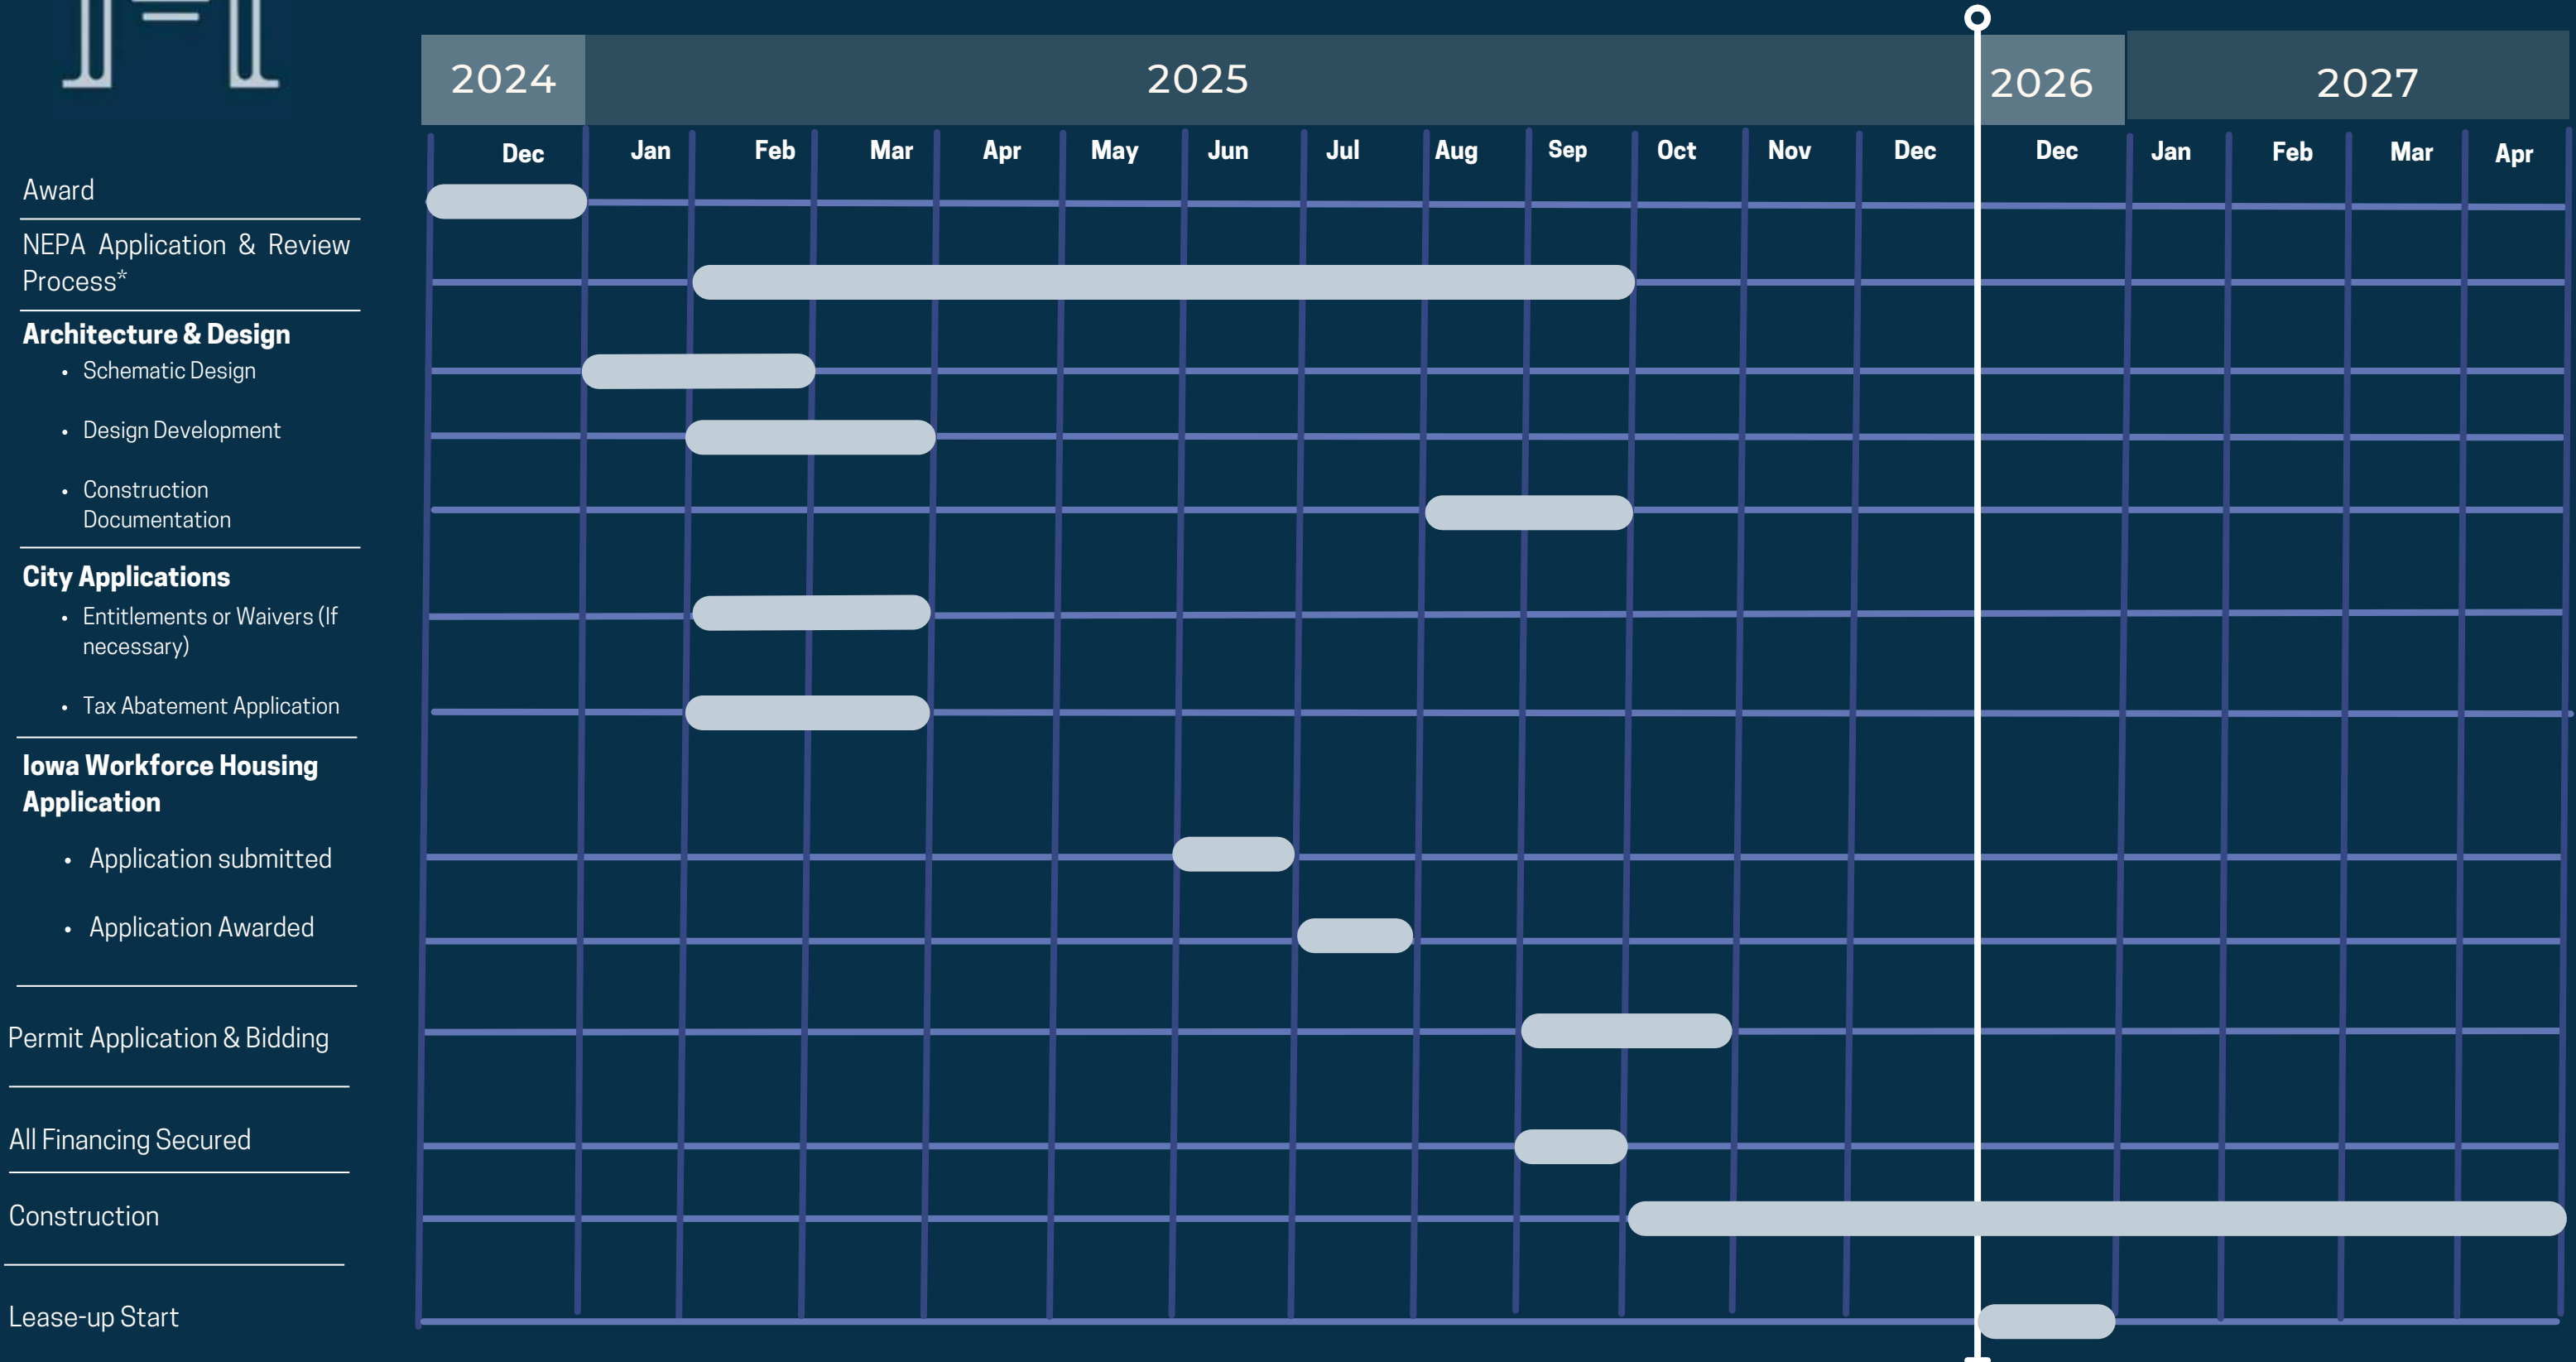 2024 2025 2026 2027
Dec Jan Feb Mar Apr May Jun Jul Aug Sep Oct Nov Dec Dec Jan Feb Mar Apr
Award
NEPA Application & Review
Process*
Architecture & Design
• Schematic Design
• Design Development
• Construction
Documentation
City Applications
• Entitlements or Waivers (If
necessary)
• Tax Abatement Application
Iowa Workforce Housing
Application
• Application submitted
• Application Awarded
Permit Application & Bidding
All Financing Secured
Construction
Lease-up Start